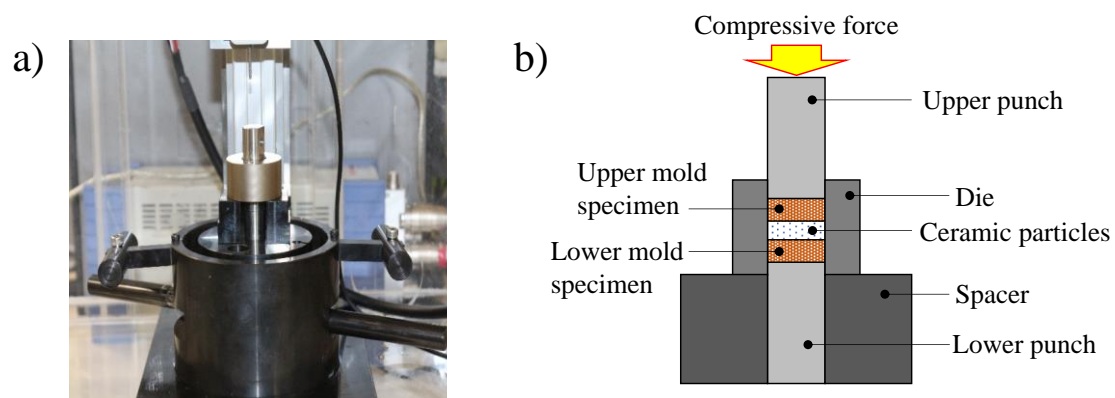 a)
b)
Compressive force
Upper punch
Upper mold
specimen
Die
Ceramic particles
Lower mold
specimen
Spacer
Lower punch